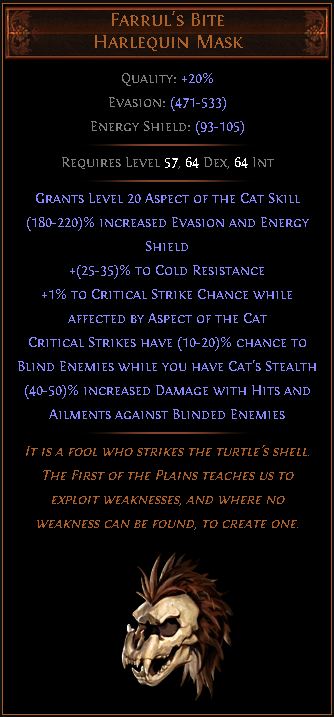 Farrul's Bite
Harlequin Mask
Quality: +20%
Evasion: (471-533)
Energy Shield: (93-105)
Requires Level 57, 64 Dex, 64 Int
Grants Level 20 Aspect of the Cat Skill
(180-220)% increased Evasion and Energy
Shield
+(25-35)% to Cold Resistance
+1% to Critical Strike Chance while
affected by Aspect of the Cat
Critical Strikes have (10-20)% chance to
Blind Enemies while you have Cat's Stealth
(40-50)% increased Damage with Hits and
Ailments against Blinded Enemies
It is a fool who strikes the turtle's shell.
The First of the Plains teaches us to
exploit weaknesses, and where no
weakness can be found, to create one.